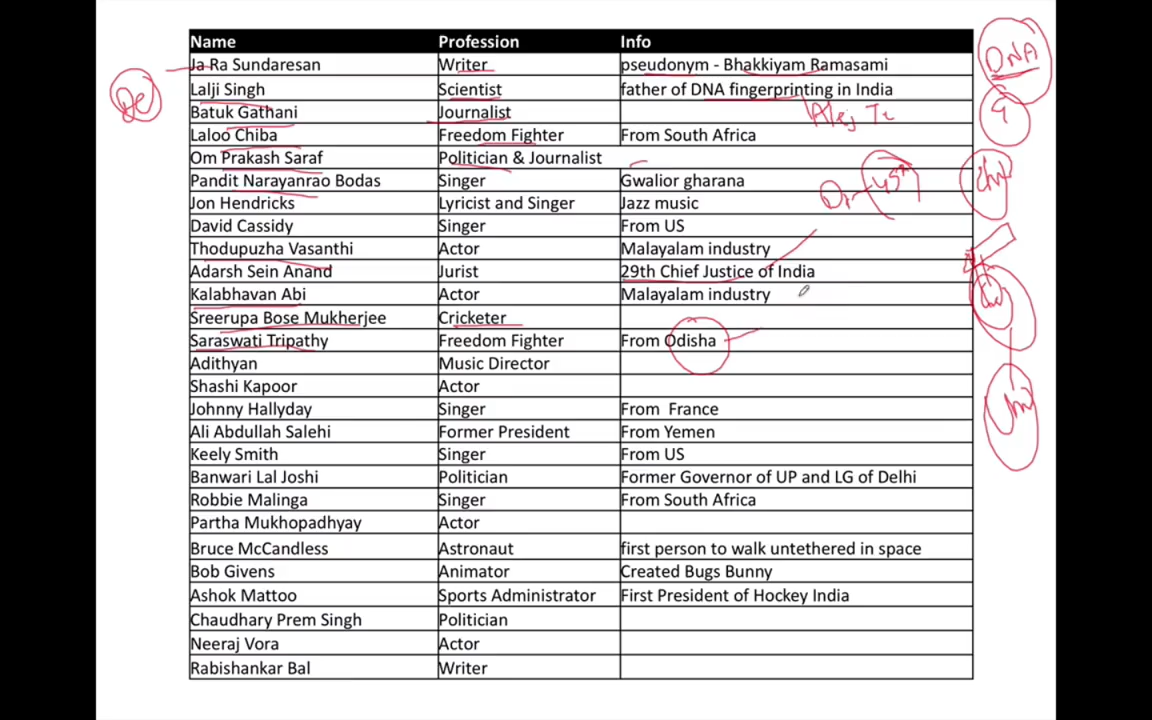 Name Profession Info
Ja Ra Sundaresan Writer pseudonym - Bhakkiyam Ramasami
Lalji Singh Scientist father of DNA fingerprinting in India
Batuk Gathani Journalist
Laloo Chiba Freedom Fighter From South Africa
Om Prakash Saraf Politician & Journalist
Pandit Narayanrao Bodas Singer Gwalior gharana
Jon Hendricks Lyricist and Singer Jazz music
David Cassidy Singer From US
Thodupuzha Vasanthi Actor Malayalam industry
Adarsh Sein Anand Jurist 29th Chief Justice of India
Kalabhavan Abi Actor Malayalam industry
Sreerupa Bose Mukherjee Cricketer
Saraswati Tripathy Freedom Fighter From Odisha
Adithyan Music Director
Shashi Kapoor Actor
Johnny Hallyday Singer From France
Ali Abdullah Salehi Former President From Yemen
Keely Smith Singer From US
Banwari Lal Joshi Politician Former Governor of UP and LG of Delhi
Robbie Malinga Singer From South Africa
Partha Mukhopadhyay Actor
Bruce McCandless Astronaut first person to walk untethered in space
Bob Givens Animator Created Bugs Bunny
Ashok Mattoo Sports Administrator First President of Hockey India
Chaudhary Prem Singh Politician
Neeraj Vora Actor
Rabishankar Bal Writer
DNA